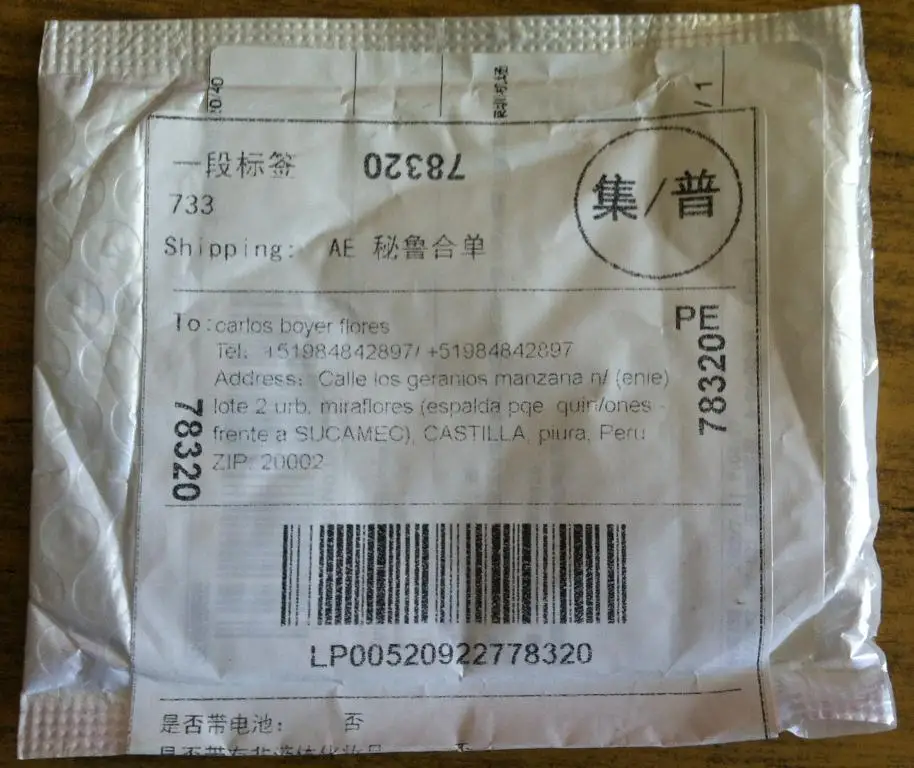 / 1
一段标签
78320
集/普
733
Shipping: AE 秘鲁合单
To:carlos boyer flores
PE
Tel: +51984842897/ +51984842897
78320
Address: Calle los geranios manzana n/ (enie)
lote 2 urb. miraflores (espalda pqe quin/ones -
78320
frente a SUCAMEC), CASTILLA, piura, Peru
ZIP: 20002
LP00520922778320
是否带电池： 否